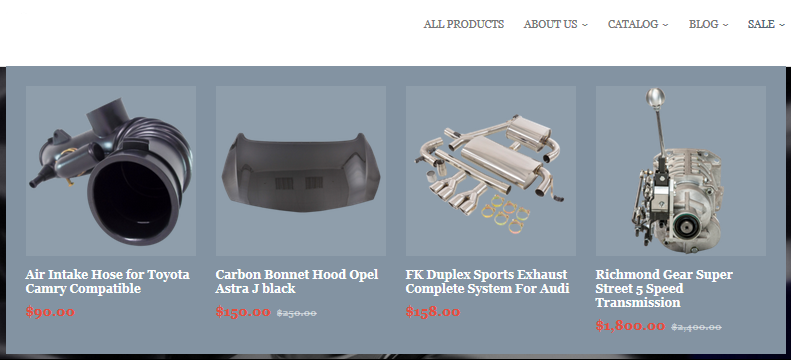 ALL PRODUCTS ABOUT US CATALOG BLOG SALE
Air Intake Hose for Toyota
Camry Compatible
$90.00
Carbon Bonnet Hood Opel
Astra J black
$150.00 $250.00
FK Duplex Sports Exhaust
Complete System For Audi
$158.00
Richmond Gear Super
Street 5 Speed
Transmission
$1,800.00 $2,400.00